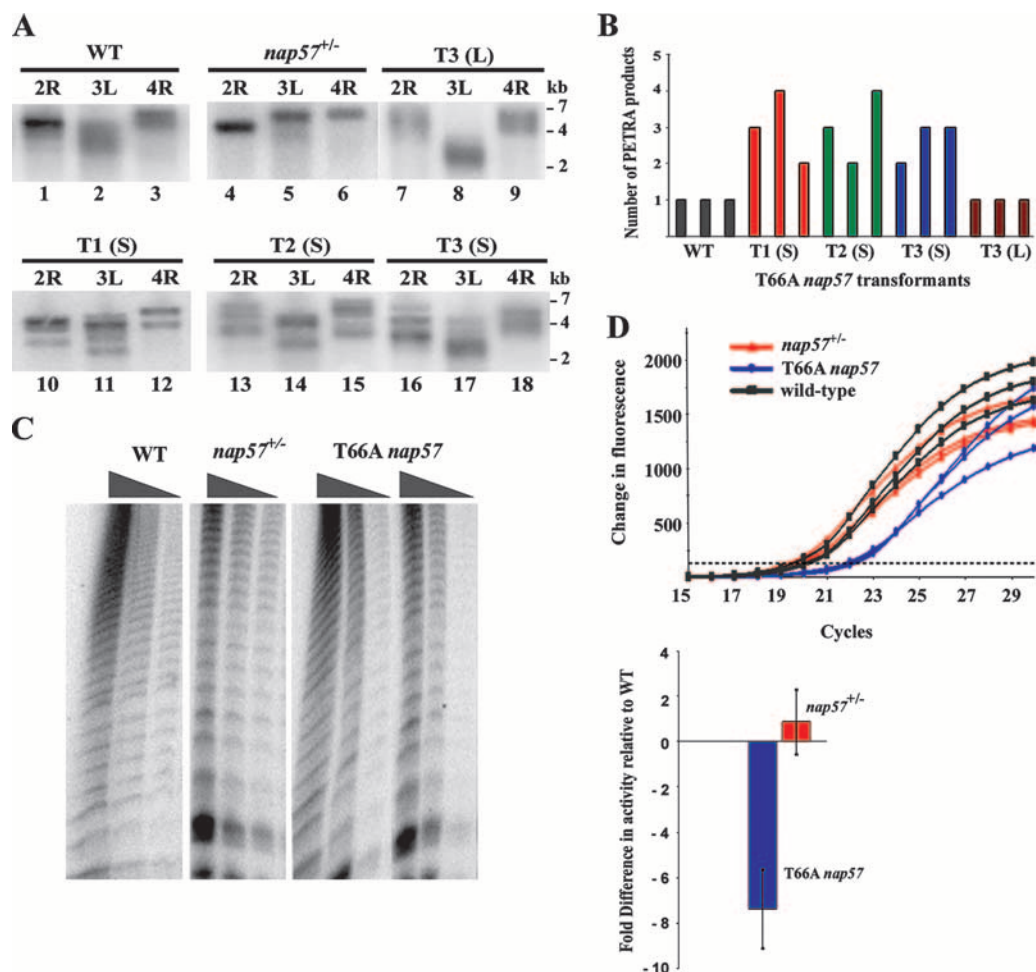 A
WT
nap57+/-
T3 (L)
2R 3L 4R
2R 3L 4R
2R 3L 4R
kb
- 7
- 4
- 2
1 2 3
4 5 6
7 8 9
T1 (S)
T2 (S)
T3 (S)
2R 3L 4R
2R 3L 4R
2R 3L 4R
kb
- 7
- 4
- 2
10 11 12
13 14 15
16 17 18
B
Number of PETRA products
5
4
3
2
1
WT T1 (S) T2 (S) T3 (S) T3 (L)
T66A nap57 transformants
C
WT
nap57+/-
T66A nap57
D
nap57+/-
T66A nap57
wild-type
Change in fluorescence
2000
1500
1000
500
15 17 19 21 23 25 27 29
Cycles
Fold Difference in activity relative to WT
4
2
0
- 2
- 4
- 6
- 8
- 10
nap57+/-
T66A nap57